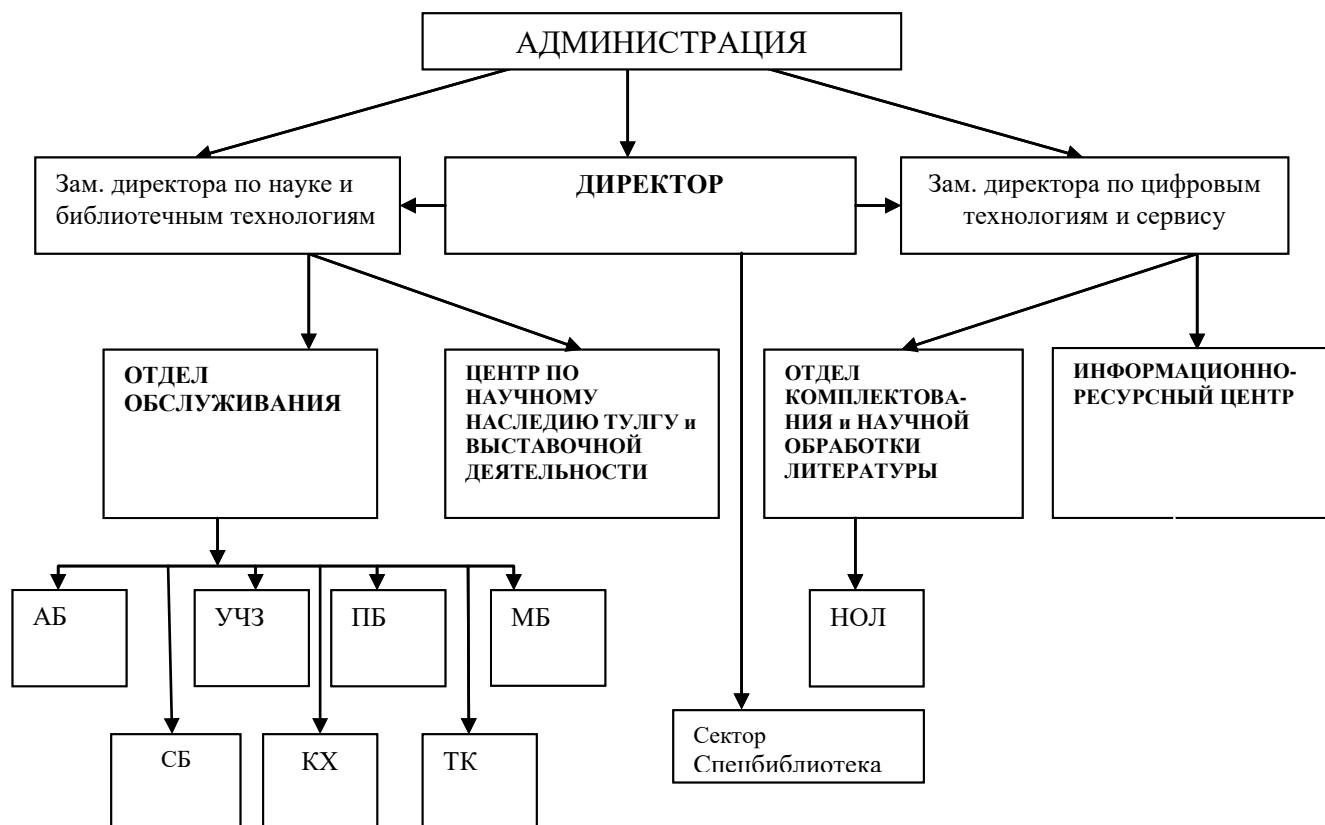 АДМИНИСТРАЦИЯ
Зам. директора по науке и
библиотечным технологиям
ДИРЕКТОР
Зам. директора по цифровым
технологиям и сервису
ОТДЕЛ
ОБСЛУЖИВАНИЯ
ЦЕНТР ПО
НАУЧНОМУ
НАСЛЕДИЮ ТУЛГУ и
ВЫСТАВОЧНОЙ
ДЕЯТЕЛЬНОСТИ
ОТДЕЛ
КОМПЛЕКТОВА-
НИЯ и НАУЧНОЙ
ОБРАБОТКИ
ЛИТЕРАТУРЫ
ИНФОРМАЦИОННО-
РЕСУРСНЫЙ ЦЕНТР
АБ
УЧЗ
ПБ
МБ
НОЛ
СБ
КХ
ТК
Сектор
Спецбиблиотека